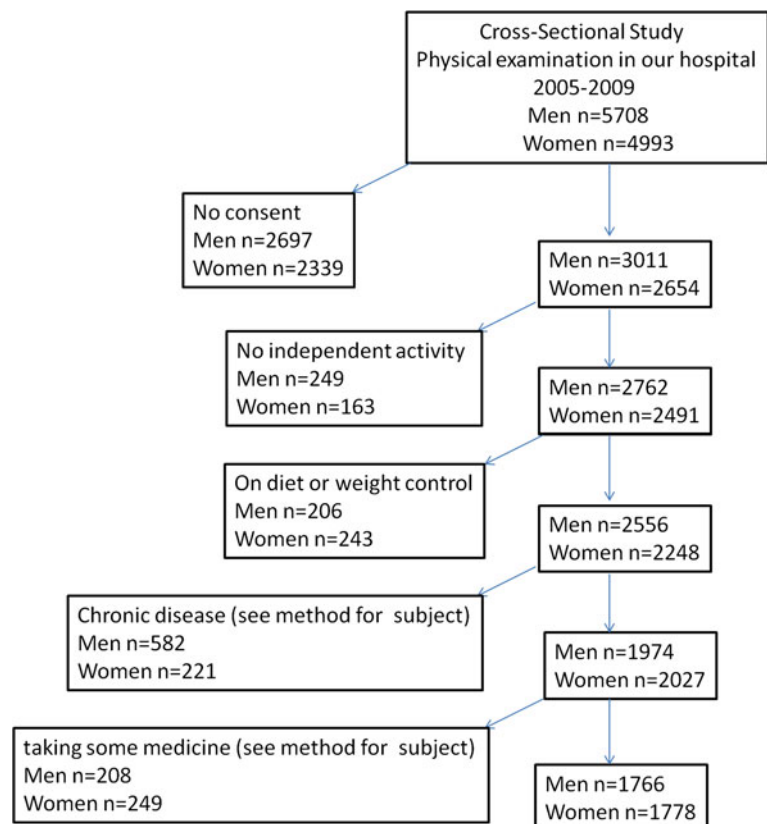 Cross-Sectional Study
Physical examination in our hospital
2005-2009
Men n=5708
Women n=4993
No consent
Men n=2697
Women n=2339
Men n=3011
Women n=2654
No independent activity
Men n=249
Women n=163
Men n=2762
Women n=2491
On diet or weight control
Men n=206
Women n=243
Men n=2556
Women n=2248
Chronic disease (see method for subject)
Men n=582
Women n=221
Men n=1974
Women n=2027
taking some medicine (see method for subject)
Men n=208
Women n=249
Men n=1766
Women n=1778